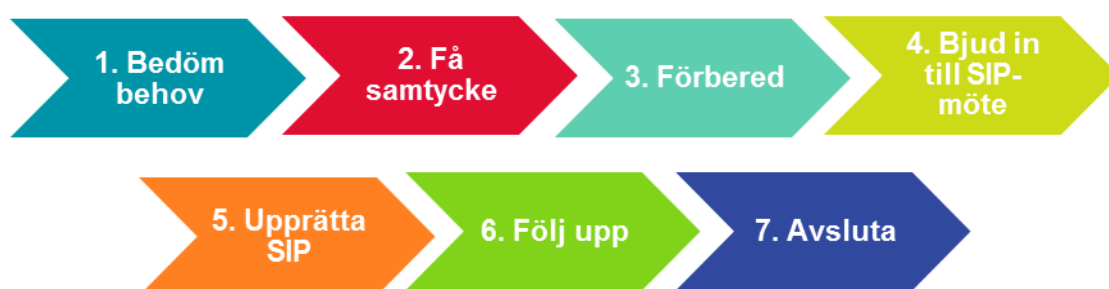 1. Bedöm
behov
2. Få
samtycke
3. Förbered
4. Bjud in
till SIP-
möte
5. Upprätta
SIP
6. Följ upp
7. Avsluta